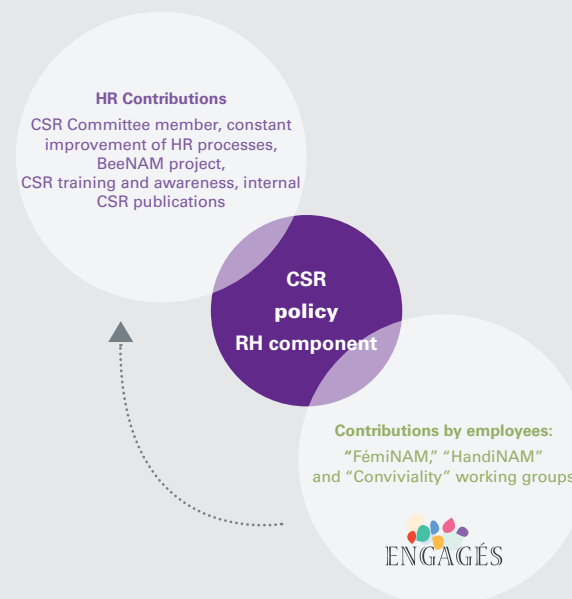 HR Contributions
CSR Committee member, constant
improvement of HR processes,
BeeNAM project,
CSR training and awareness, internal
CSR publications
CSR
policy
RH component
Contributions by employees:
“FémiNAM,” “HandiNAM”
and “Conviviality” working groups
ENGAGÉS